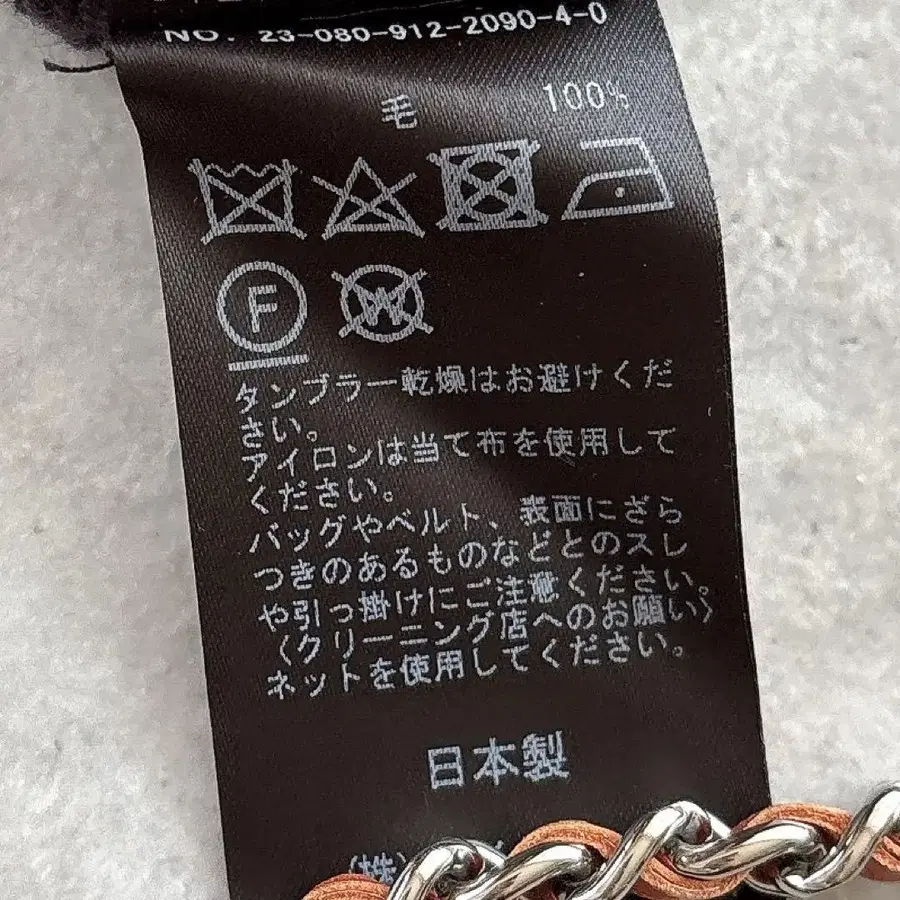 NO. 23-080-912-2090-4-0
毛 100%
F
W
タンブラー乾燥はお避けくだ
さい。
アイロンは当て布を使用して
ください。
バッグやベルト、表面にざら
つきのあるものなどとのスレ
や引っ掛けにご注意ください。
〈クリーニング店へのお願い〉
ネットを使用してください。
日本製
(株)